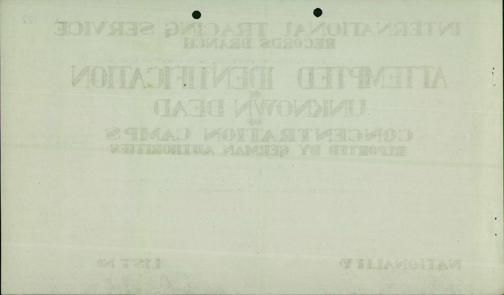 INTERNATIONAL TRACING SERVICE
RECORDS BRANCH
ATTEMPTED IDENTIFICATION
OF
UNKNOWN DEAD
OF
CONCENTRATION CAMPS
REPORTED BY GERMAN AUTHORITIES
NATIONALITY LIST Nº